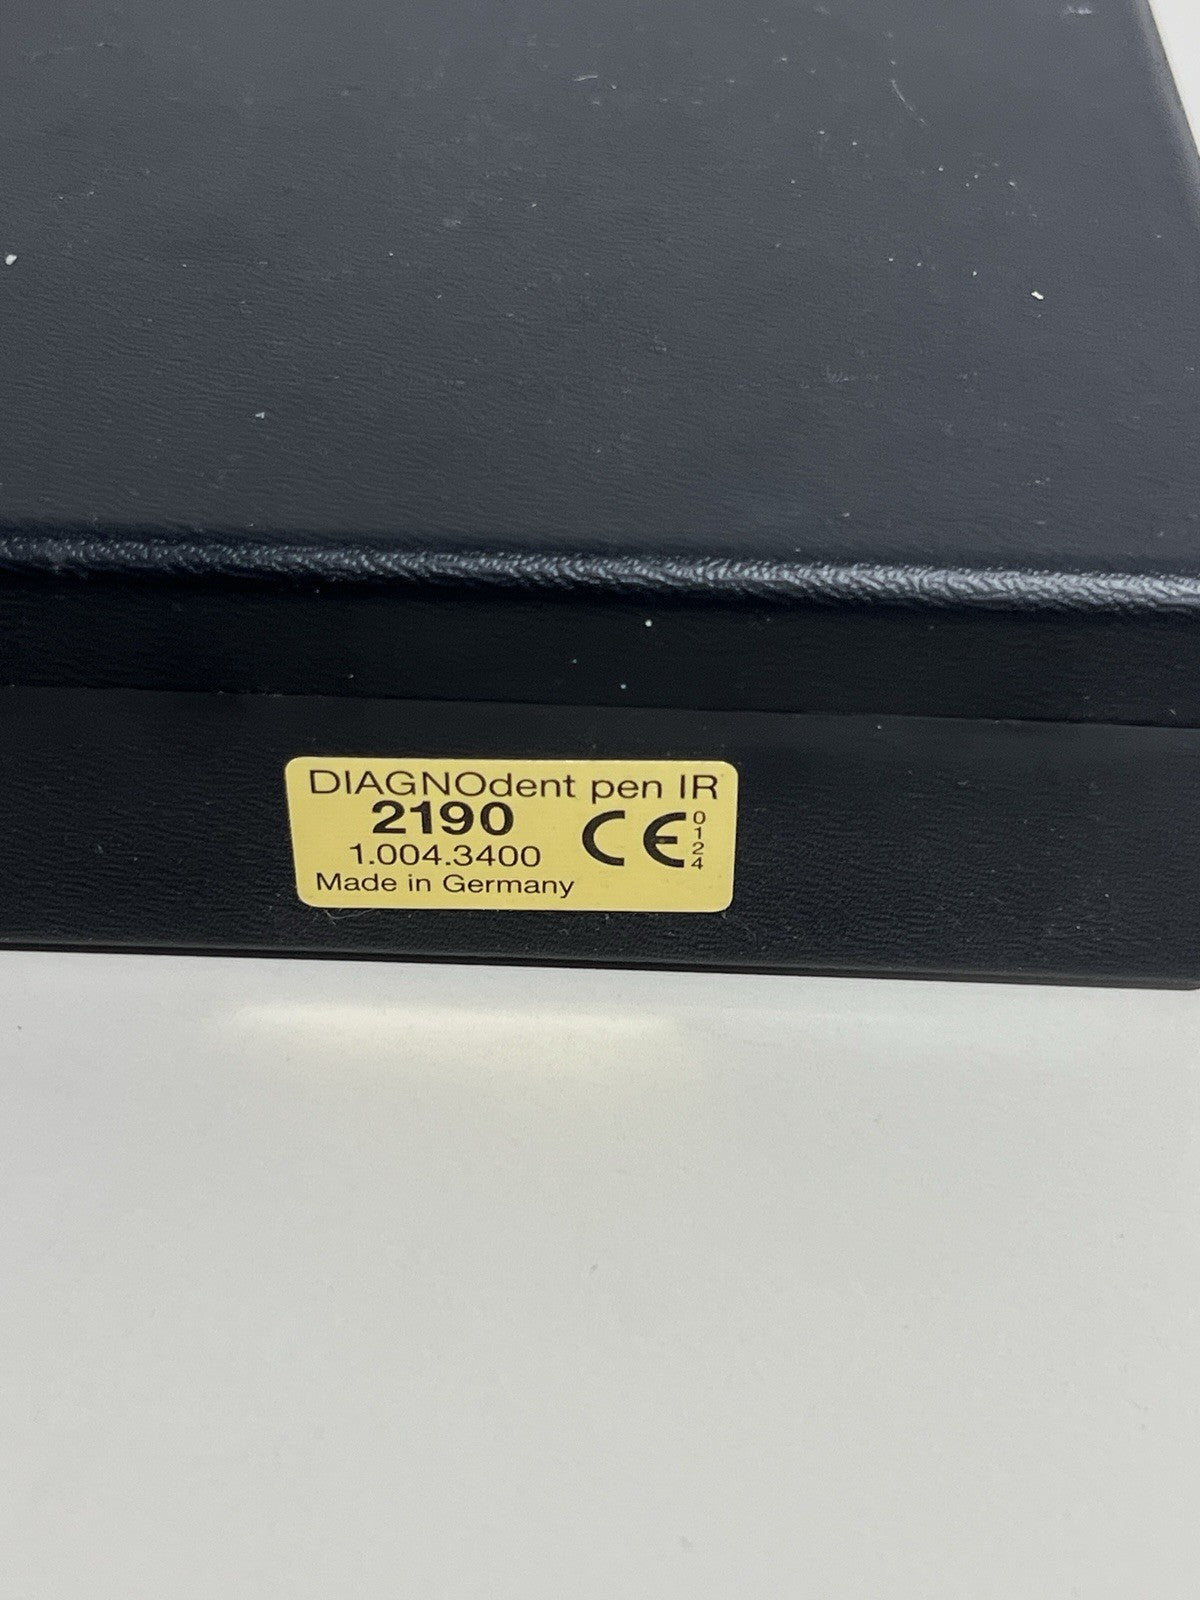 DIAGNOdent pen IR
2190
1.004.3400
Made in Germany
CE 0124